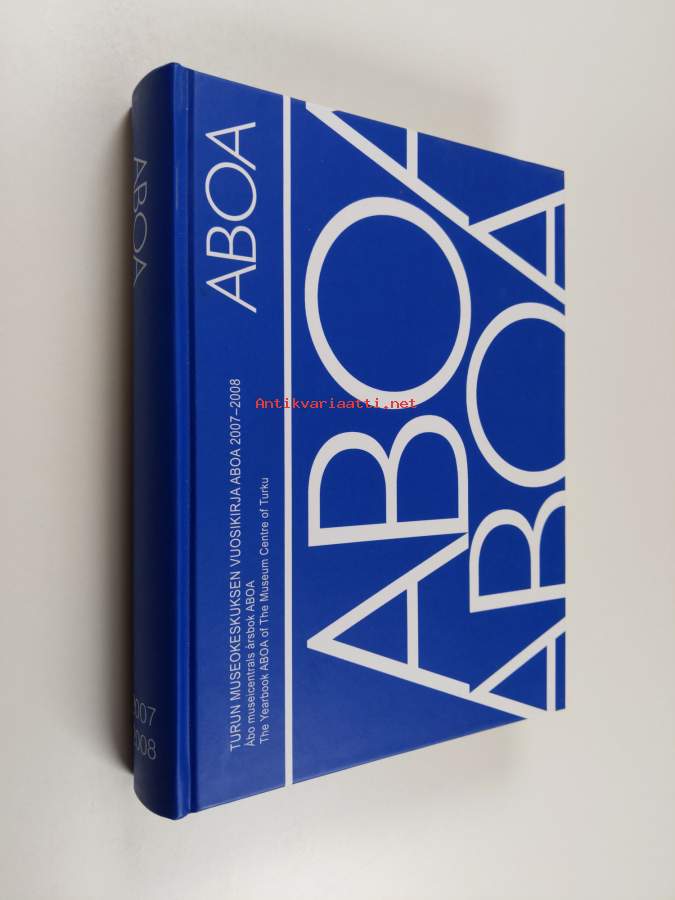 ABOA
2007
2008
ABOA
TURUN MUSEOKESKUKSEN VUOSIKIRJA ABOA 2007–2008
Åbo museicentrals årsbok ABOA
The Yearbook ABOA of The Museum Centre of Turku
ABOA
ABOA
Antikvariaatti.net